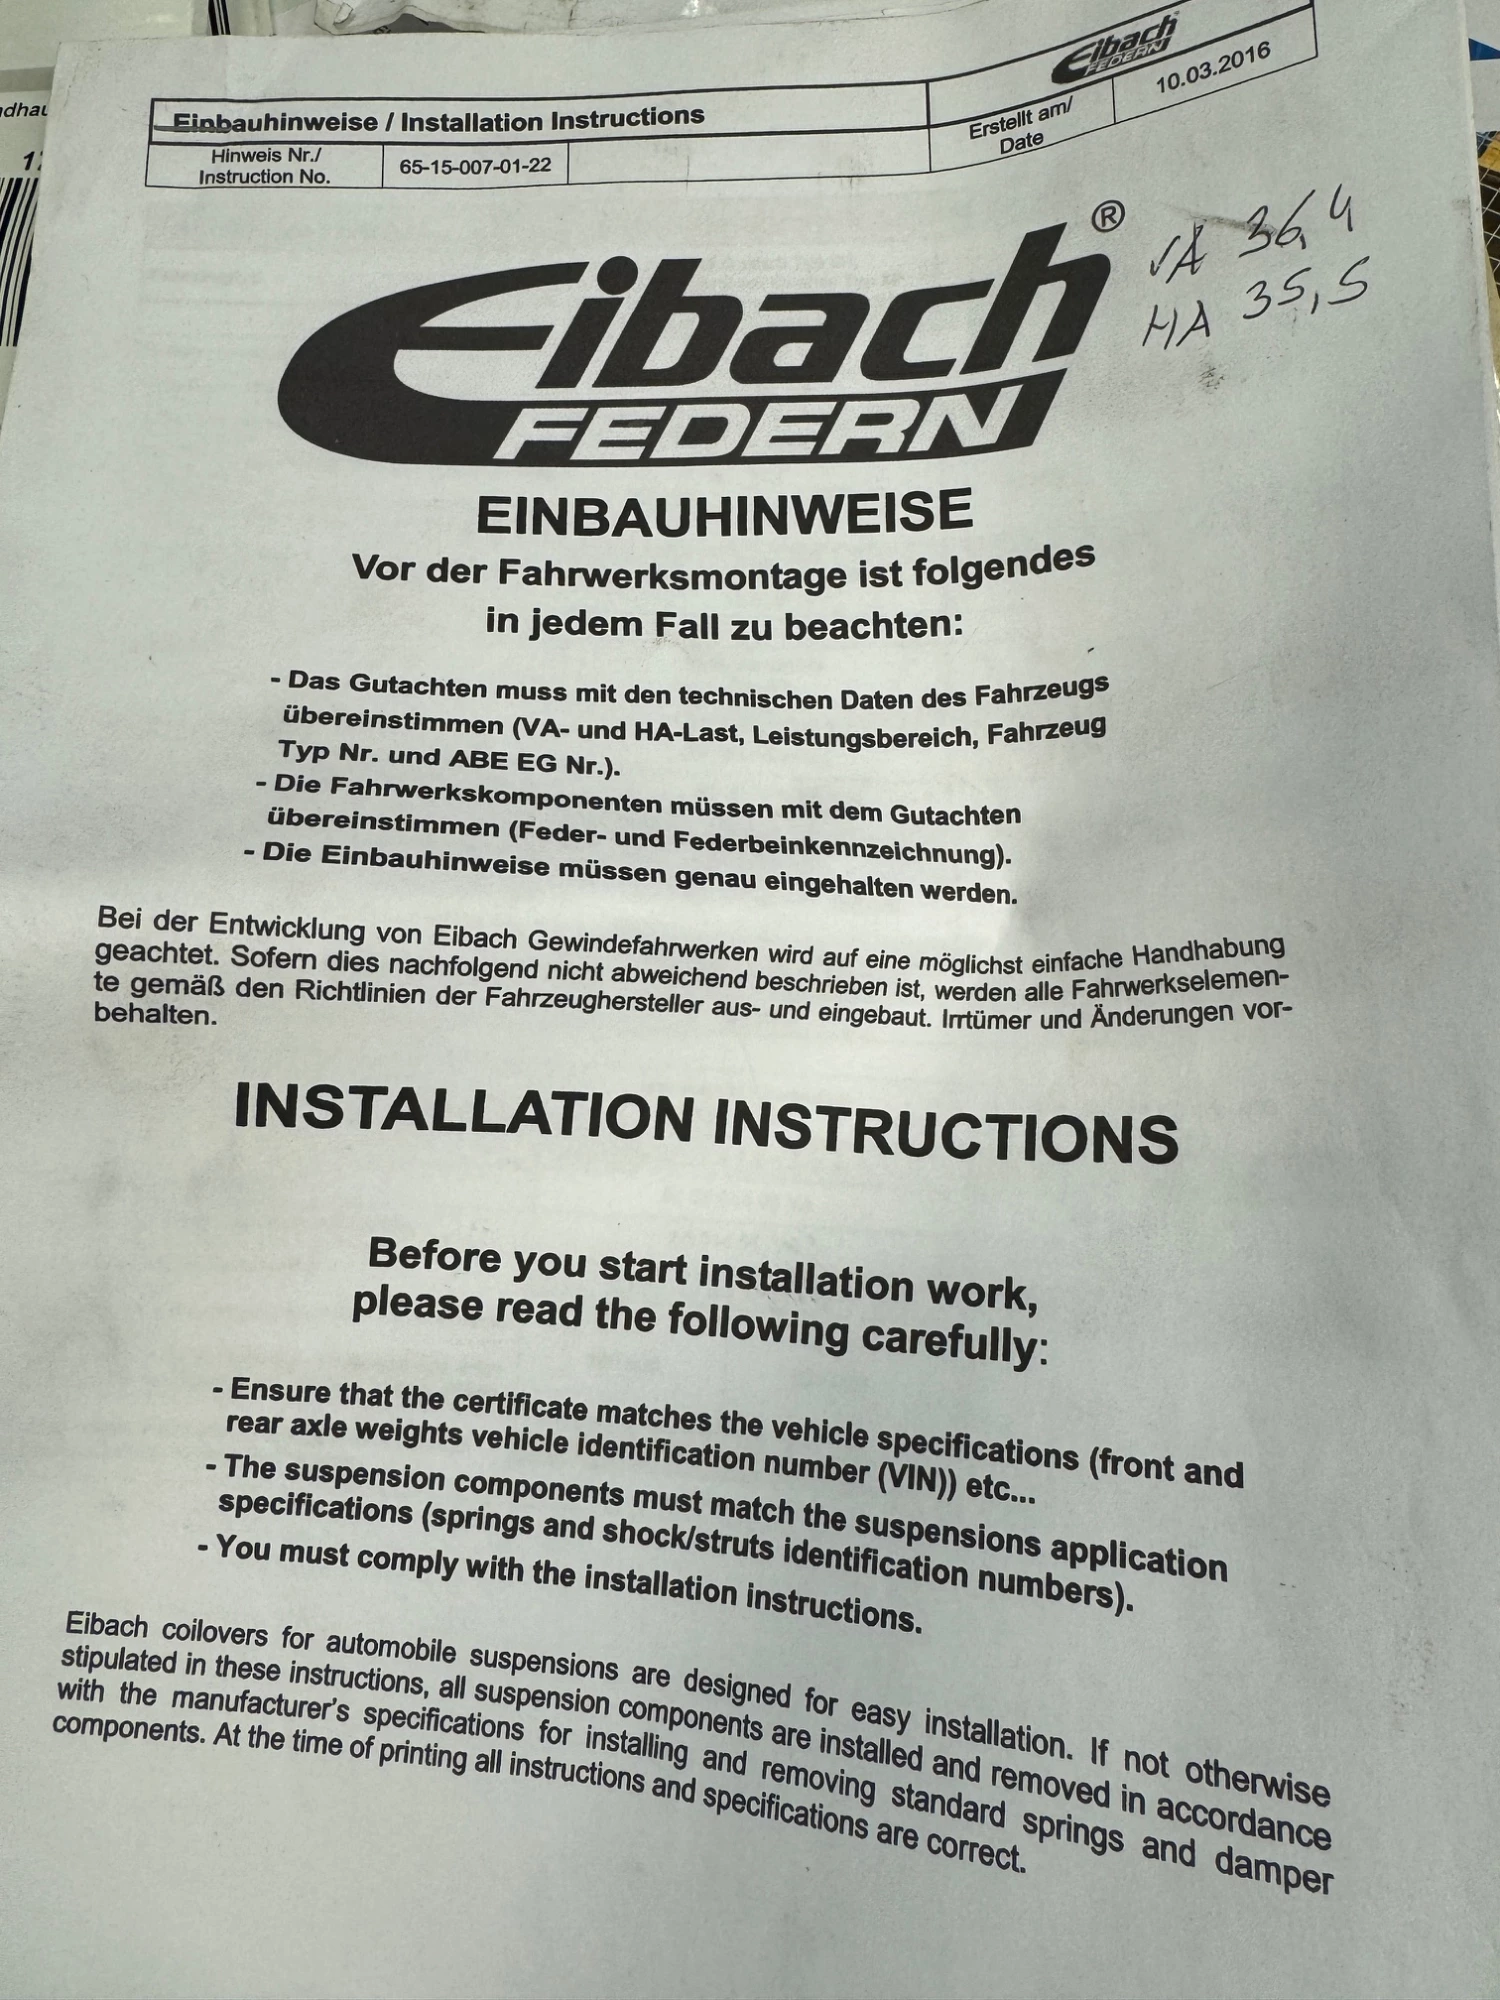 Eibach
FEDERN
Einbauhinweise / Installation Instructions
Erstellt am/
Date
10.03.2016
Hinweis Nr./
Instruction No.
65-15-007-01-22
VA 36,4
HA 35,5
Eibach®
FEDERN
EINBAUHINWEISE
Vor der Fahrwerksmontage ist folgendes
in jedem Fall zu beachten:
- Das Gutachten muss mit den technischen Daten des Fahrzeugs
übereinstimmen (VA- und HA-Last, Leistungsbereich, Fahrzeug
Typ Nr. und ABE EG Nr.).
- Die Fahrwerkskomponenten müssen mit dem Gutachten
übereinstimmen (Feder- und Federbeinkennzeichnung).
- Die Einbauhinweise müssen genau eingehalten werden.
Bei der Entwicklung von Eibach Gewindefahrwerken wird auf eine möglichst einfache Handhabung
geachtet. Sofern dies nachfolgend nicht abweichend beschrieben ist, werden alle Fahrwerkselemen-
te gemäß den Richtlinien der Fahrzeughersteller aus- und eingebaut. Irrtümer und Änderungen vor-
behalten.
INSTALLATION INSTRUCTIONS
Before you start installation work,
please read the following carefully:
- Ensure that the certificate matches the vehicle specifications (front and
rear axle weights vehicle identification number (VIN)) etc...
- The suspension components must match the suspensions application
specifications (springs and shock/struts identification numbers).
- You must comply with the installation instructions.
Eibach coilovers for automobile suspensions are designed for easy installation. If not otherwise
stipulated in these instructions, all suspension components are installed and removed in accordance
with the manufacturer's specifications for installing and removing standard springs and damper
components. At the time of printing all instructions and specifications are correct.